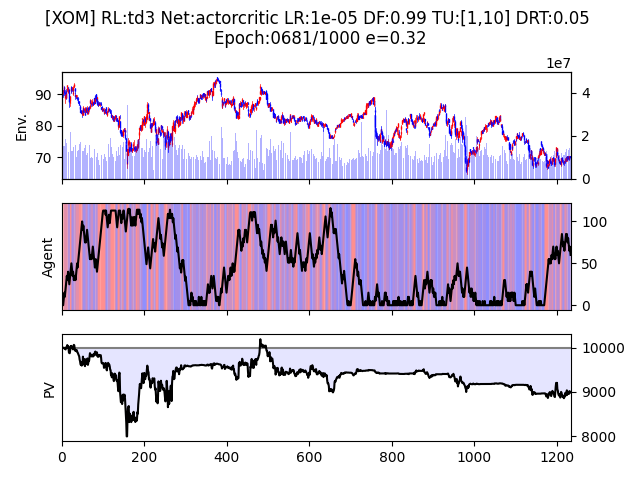 [XOM] RL:td3 Net:actorcritic LR:1e-05 DF:0.99 TU:[1,10] DRT:0.05
Epoch:0681/1000 e=0.32
1e7
90
80
70
Env.
4
2
0
Agent
100
50
0
PV
10000
9000
8000
0 200 400 600 800 1000 1200